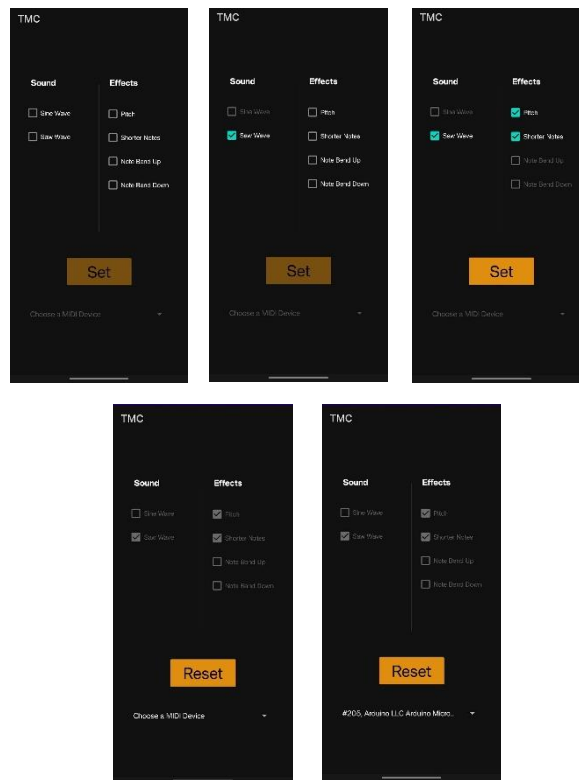 TMC
Sound Effects
Sine Wave Pitch
Saw Wave Shorter Notes
Note Bend Up
Note Bend Down
Set
Choose a MIDI Device
TMC
Sound Effects
Sine Wave Pitch
Saw Wave Shorter Notes
Note Bend Up
Note Bend Down
Set
Choose a MIDI Device
TMC
Sound Effects
Sine Wave Pitch
Saw Wave Shorter Notes
Note Bend Up
Note Bend Down
Set
Choose a MIDI Device
TMC
Sound Effects
Sine Wave Pitch
Saw Wave Shorter Notes
Note Bend Up
Note Bend Down
Reset
Choose a MIDI Device
TMC
Sound Effects
Sine Wave Pitch
Saw Wave Shorter Notes
Note Bend Up
Note Bend Down
Reset
#205, Arduino LLC Arduino Micro..